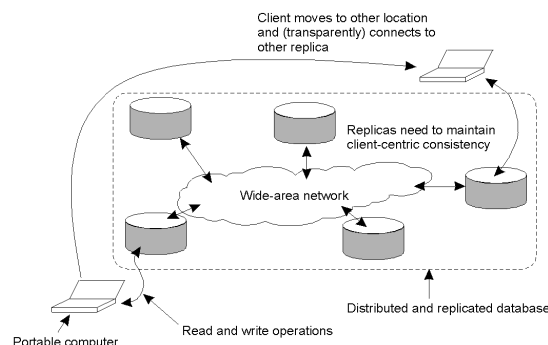 Client moves to other location
and (transparently) connects to
other replica
Replicas need to maintain
client-centric consistency
Wide-area network
Distributed and replicated database
Read and write operations
Portable computer